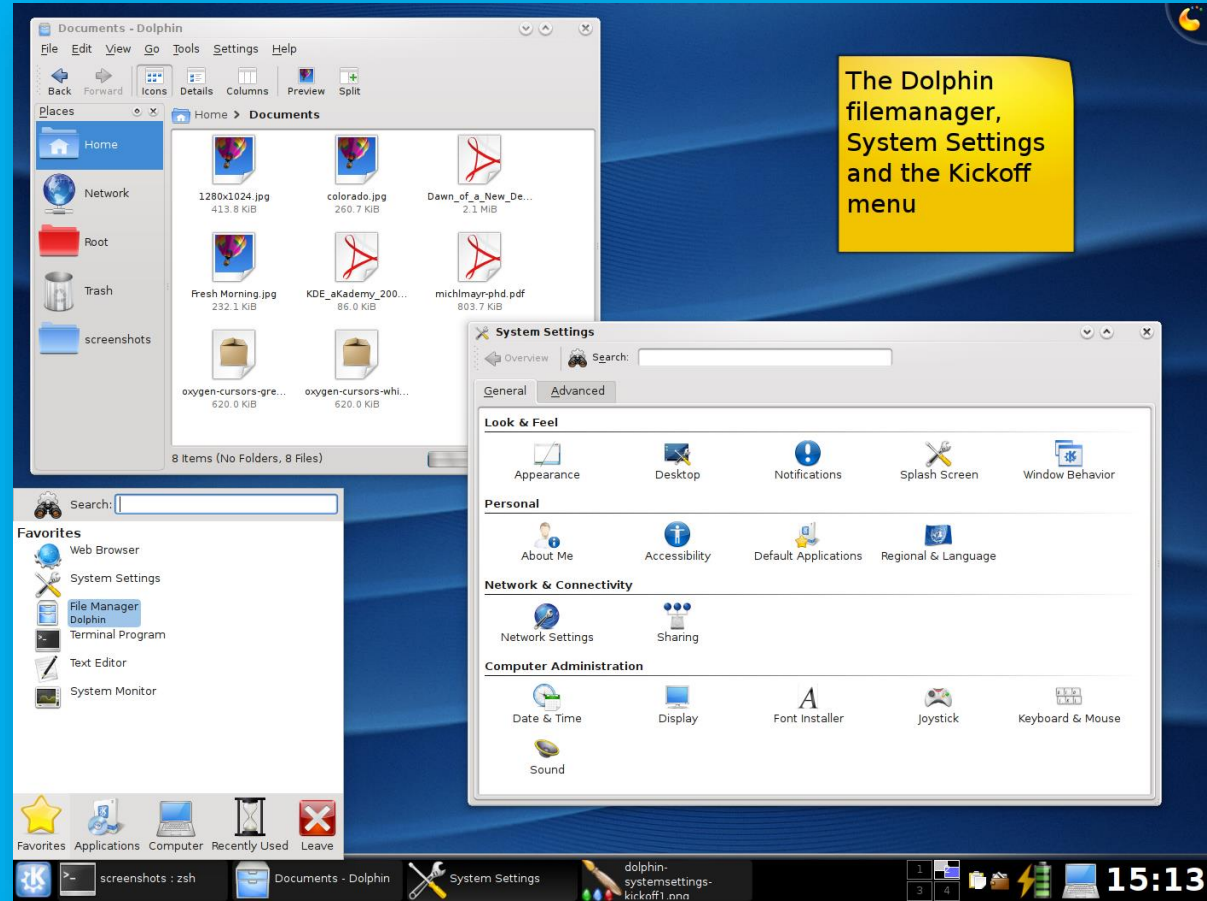 Documents - Dolphin
File Edit View Go Tools Settings Help
Back Forward Icons Details Columns Preview Split
Places
Home > Documents
Home
Network
Root
Trash
screenshots
1280x1024.jpg
413.8 KiB
colorado.jpg
260.7 KiB
Dawn_of_a_New_De...
2.1 MiB
Fresh Morning.jpg
232.1 KiB
KDE_aKademy_200...
86.0 KiB
michlmayr-phd.pdf
803.7 KiB
oxygen-cursors-gre...
620.0 KiB
oxygen-cursors-whi...
620.0 KiB
8 Items (No Folders, 8 Files)
The Dolphin
filemanager,
System Settings
and the Kickoff
menu
System Settings
Overview Search:
General Advanced
Look & Feel
Appearance Desktop Notifications Splash Screen Window Behavior
Personal
About Me Accessibility Default Applications Regional & Language
Network & Connectivity
Network Settings Sharing
Computer Administration
Date & Time Display Font Installer Joystick Keyboard & Mouse
Sound
Search:
Favorites
Web Browser
System Settings
File Manager
Dolphin
Terminal Program
Text Editor
System Monitor
Favorites Applications Computer Recently Used Leave
screenshots : zsh
Documents - Dolphin
System Settings
dolphin-
systemsettings-
kickoff1.png
1
3 4
15:13